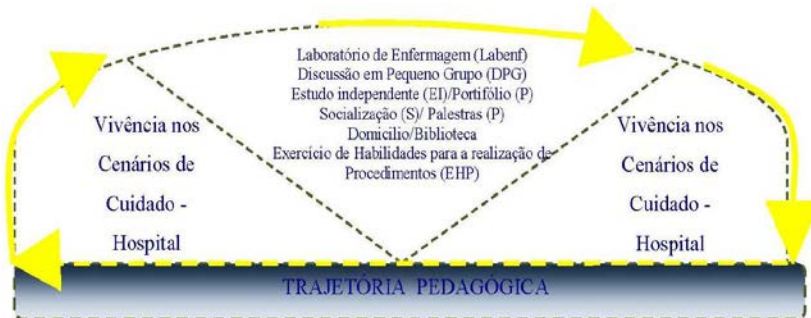 Laboratório de Enfermagem (Labenf)
Discussão em Pequeno Grupo (DPG)
Estudo independente (EI)/Portifólio (P)
Socialização (S)/ Palestras (P)
Domicilio/Biblioteca
Exercício de Habilidades para a realização de
Procedimentos (EHP)
Vivência nos
Cenários de
Cuidado -
Hospital
Vivência nos
Cenários de
Cuidado -
Hospital
TRAJETÓRIA PEDAGÓGICA